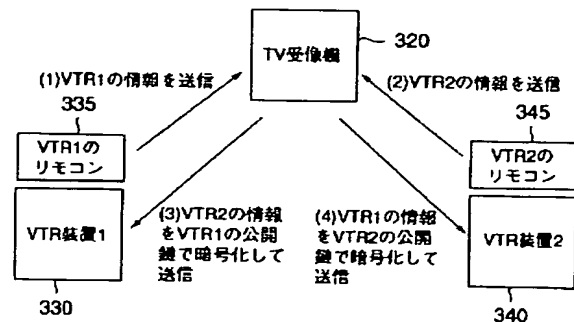 TV受像機
320
(1)VTR1の情報を送信
(2)VTR2の情報を送信
335
345
VTR1の
リモコン
VTR2の
リモコン
VTR装置1
(3)VTR2の情報
をVTR1の公開
鍵で暗号化して
送信
(4)VTR1の情報
をVTR2の公開
鍵で暗号化して
送信
VTR装置2
330
340